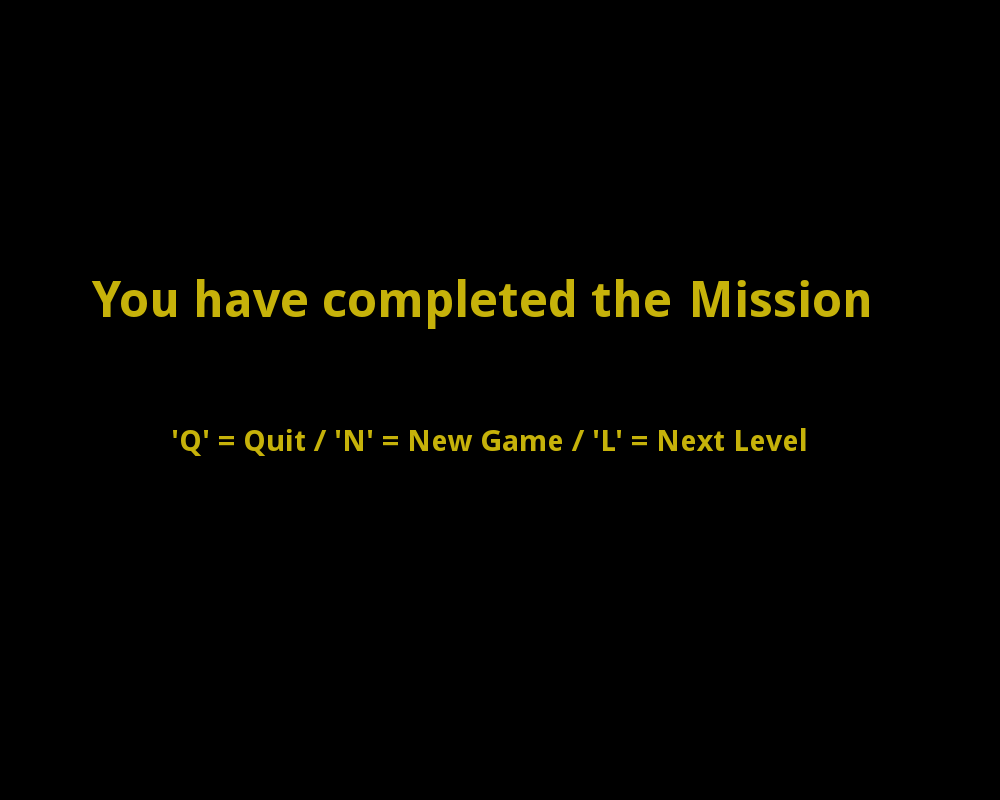 You have completed the Mission
'Q' = Quit / 'N' = New Game / 'L' = Next Level